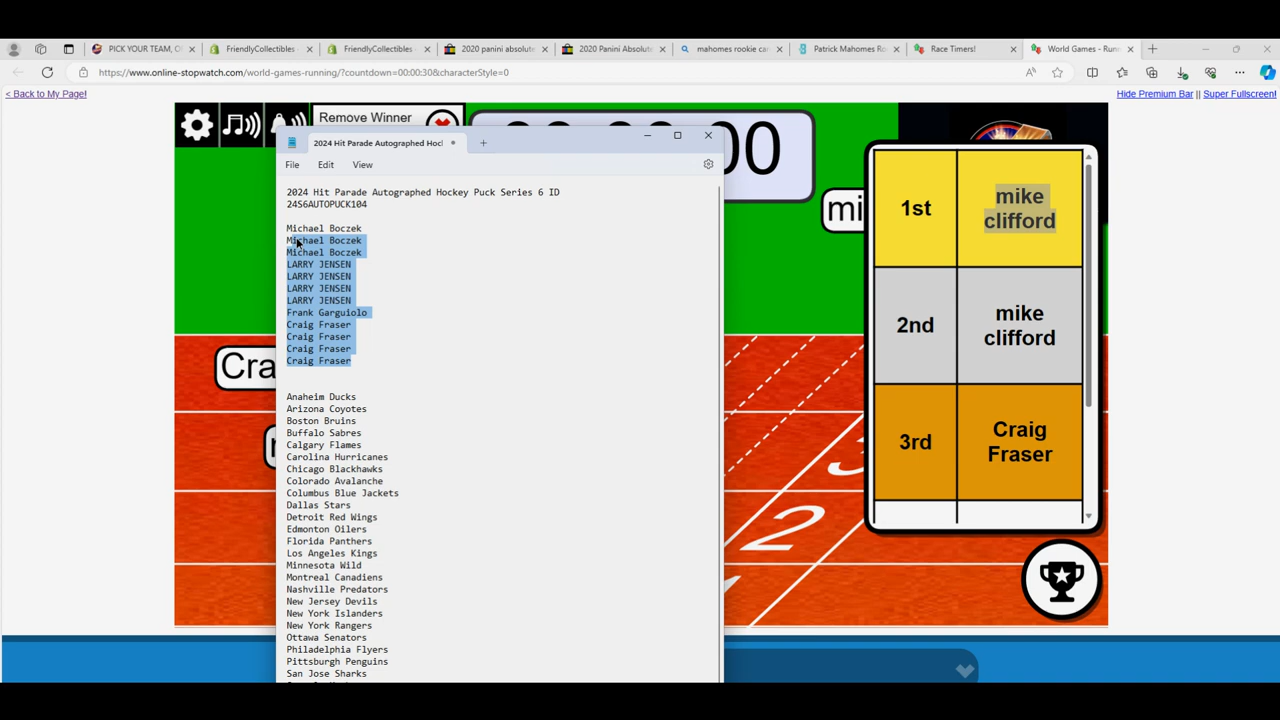 PICK YOUR TEAM, O
FriendlyCollectibles
FriendlyCollectibles
2020 panini absolute
2020 Panini Absolut
mahomes rookie ca
Patrick Mahomes Ro
Race Timers!
World Games - Runn
https://www.online-stopwatch.com/world-games-running/?countdown=00:00:30&characterStyle=0
< Back to My Page!
Hide Premium Bar || Super Fullscreen!
Remove Winner
2024 Hit Parade Autographed Hoc
File Edit View
2024 Hit Parade Autographed Hockey Puck Series 6 ID
24S6AUTOPUCK104
Michael Boczek
Michael Boczek
Michael Boczek
LARRY JENSEN
LARRY JENSEN
LARRY JENSEN
LARRY JENSEN
Frank Garguiolo
Craig Fraser
Craig Fraser
Craig Fraser
Craig Fraser
Anaheim Ducks
Arizona Coyotes
Boston Bruins
Buffalo Sabres
Calgary Flames
Carolina Hurricanes
Chicago Blackhawks
Colorado Avalanche
Columbus Blue Jackets
Dallas Stars
Detroit Red Wings
Edmonton Oilers
Florida Panthers
Los Angeles Kings
Minnesota Wild
Montreal Canadiens
Nashville Predators
New Jersey Devils
New York Islanders
New York Rangers
Ottawa Senators
Philadelphia Flyers
Pittsburgh Penguins
San Jose Sharks
00
mi
Cra
1st
mike
clifford
2nd
mike
clifford
3rd
Craig
Fraser
3
2